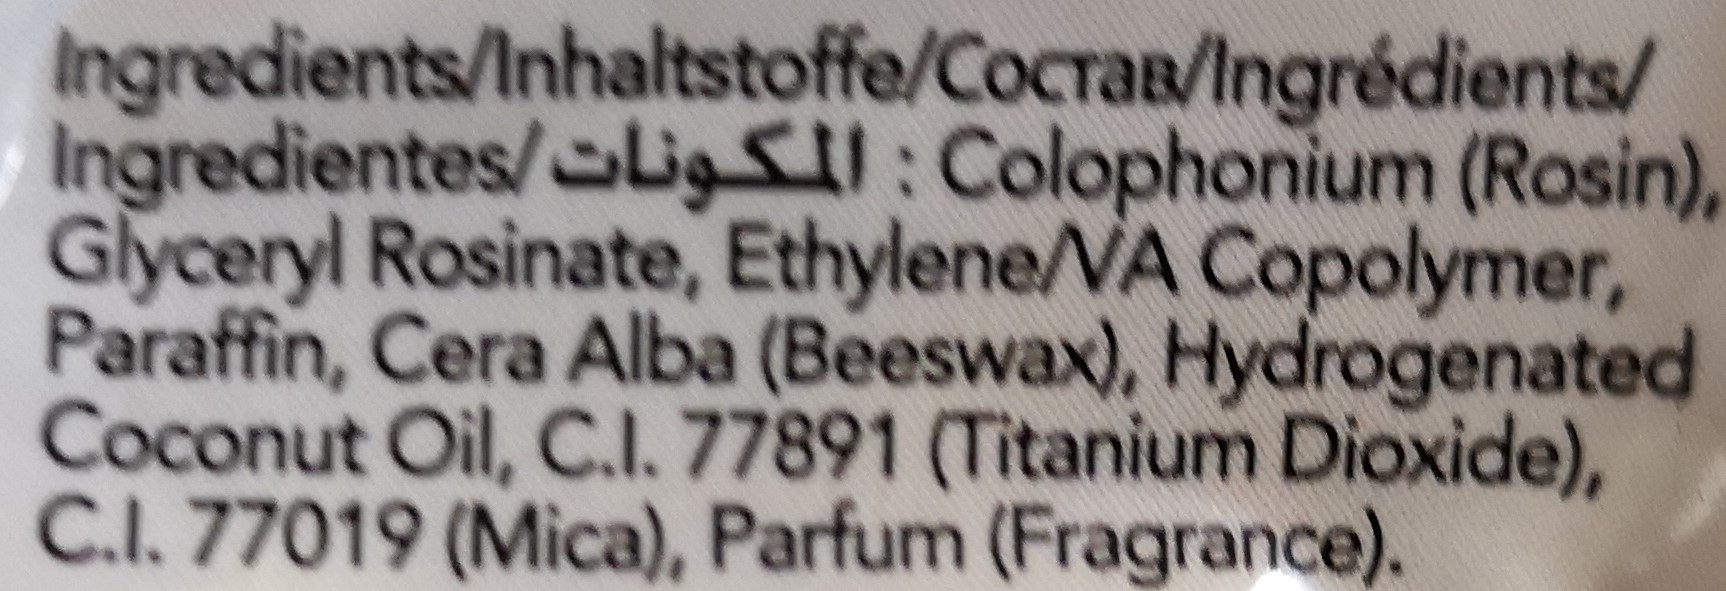 Ingredients/Inhaltstoffe/Состав/Ingrédients/
Ingredientes/المكونات : Colophonium (Rosin),
Glyceryl Rosinate, Ethylene/VA Copolymer,
Paraffin, Cera Alba (Beeswax), Hydrogenated
Coconut Oil, C.I. 77891 (Titanium Dioxide),
C.I. 77019 (Mica), Parfum (Fragrance).